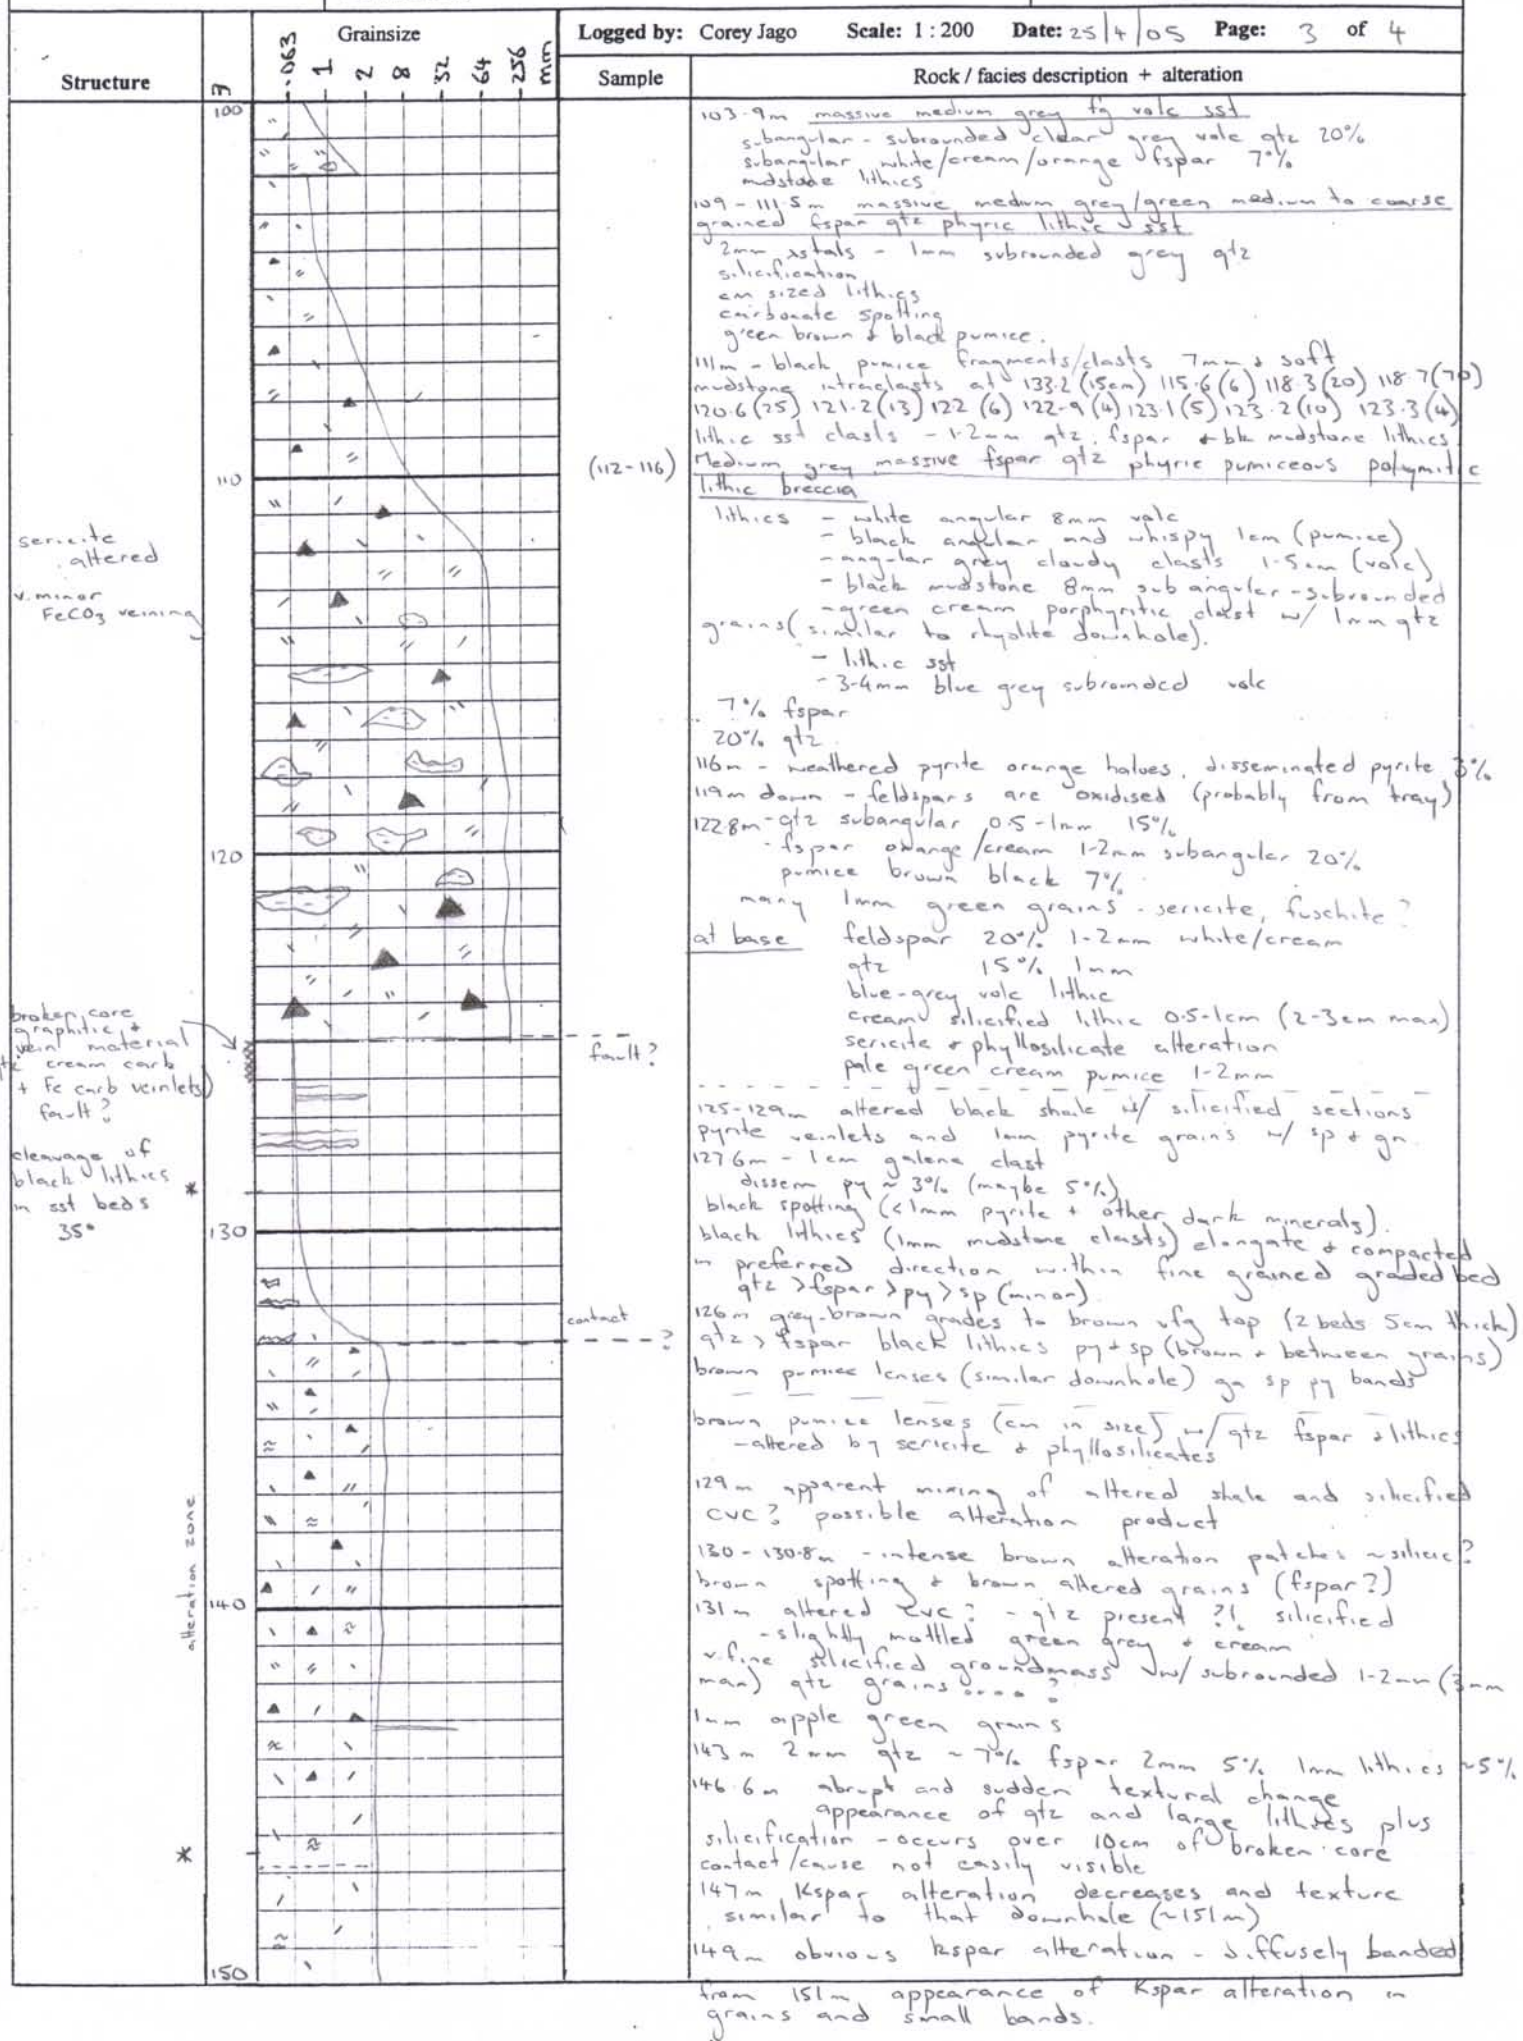 Structure
m
Grainsize
.063 1 2 8 32 64 256 mm
Logged by: Corey Jago Scale: 1 : 200 Date: 25/4/05 Page: 3 of 4
Sample
Rock / facies description + alteration
100
110
120
130
140
150
sericite
altered
v. minor
FeCO3 veining
broken core
graphitic +
vein material
cream carb
+ Fe carb veinlets)
fault?
cleavage of
black lithics
in sst beds
35°
*
alteration zone
*
(112-116)
fault?
contact
?
103.9m massive medium grey fg volc sst
subangular - subrounded clear grey volc qtz 20%
subangular white/cream/orange fspar 7%
mudstone lithics
109 - 111.5m massive medium grey/green medium to coarse
grained fspar qtz phyric lithic sst
2mm xstals - 1mm subrounded grey qtz
silicification
cm sized lithics
carbonate spotting
green brown + black pumice.
111m - black pumice fragments/clasts 7mm + soft
mudstone intraclasts at 133.2 (15cm) 115.6 (6) 118.3 (20) 118.7 (70)
120.6 (25) 121.2 (13) 122 (6) 122.9 (4) 123.1 (5) 123.2 (10) 123.3 (4)
lithic sst clasts - 1-2mm qtz, fspar + blk mudstone lithics
Medium grey massive fspar qtz phyric pumiceous polymitic
lithic breccia
lithics - white angular 8mm volc
- black angular and whispy 1cm (pumice)
- angular grey cloudy clasts 1-5cm (volc)
- black mudstone 8mm subangular - subrounded
- green cream porphyritic clast w/ 1mm qtz
grains (similar to rhyolite downhole).
- lithic sst
- 3-4mm blue grey subrounded volc
7% fspar
20% qtz
116m - weathered pyrite orange haloes, disseminated pyrite 3%
119m down - feldspars are oxidised (probably from tray)
122.8m - qtz subangular 0.5-1mm 15%
- fspar orange/cream 1-2mm subangular 20%
pumice brown black 7%
many 1mm green grains - sericite, fuschite?
at base feldspar 20% 1-2mm white/cream
qtz 15% 1mm
blue-grey volc lithic
cream silicified lithic 0.5-1cm (2-3cm max)
sericite + phyllosilicate alteration
pale green cream pumice 1-2mm
125-129m altered black shale w/ silicified sections
pyrite veinlets and 1mm pyrite grains w/ sp + gn
127.6m - 1cm galena clast
dissem py ~ 3% (maybe 5%)
black spotting (<1mm pyrite + other dark minerals).
black lithics (1mm mudstone clasts) elongate + compacted
in preferred direction within fine grained graded bed
qtz > fspar > py > sp (minor)
126m grey-brown grades to brown vfg top (2 beds 5cm thick)
qtz > fspar black lithics py + sp (brown + between grains)
brown pumice lenses (similar downhole) ga sp py bands
brown pumice lenses (cm in size) w/ qtz fspar + lithics
- altered by sericite + phyllosilicates
129m apparent mixing of altered shale and silicified
CVC? possible alteration product
130 - 130.8m - intense brown alteration patches ~ silicic?
brown spotting + brown altered grains (fspar?)
131m altered CVC? - qtz present ?! silicified
- slightly mottled green grey + cream
v. fine silicified groundmass w/ subrounded 1-2mm (3mm
max) qtz grains .... ?
1mm apple green grains
143m 2mm qtz ~ 7% fspar 2mm 5% 1mm lithics ~5%
146.6m abrupt and sudden textural change
appearance of qtz and large lithics plus
silicification - occurs over 10cm of broken core
contact/cause not easily visible
147m Kspar alteration decreases and texture
similar to that downhole (~151m)
149m obvious kspar alteration - diffusely banded
from 151m appearance of Kspar alteration in
grains and small bands.